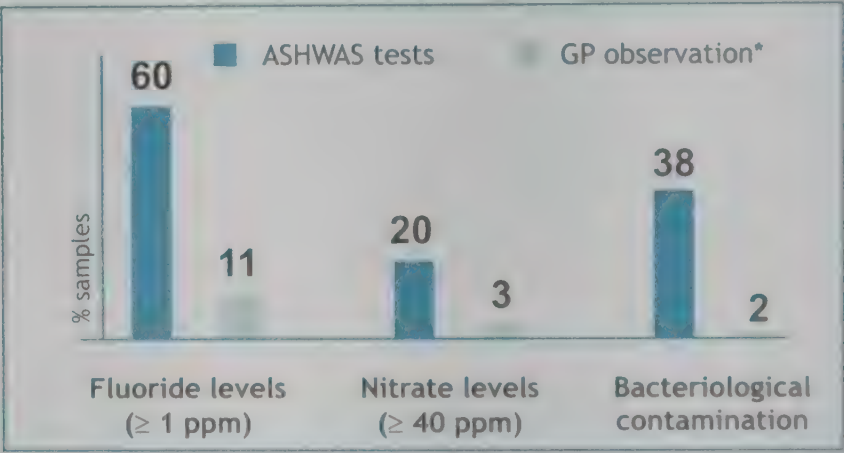 ASHWAS tests
GP observation*
60
11
20
3
38
2
% samples
Fluoride levels
(≥ 1 ppm)
Nitrate levels
(≥ 40 ppm)
Bacteriological
contamination